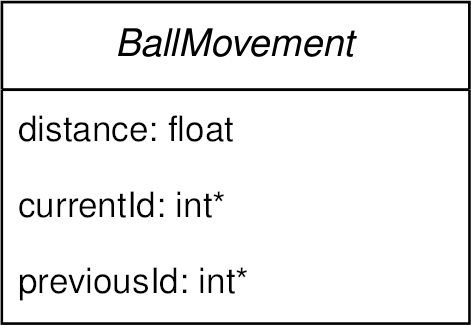 BallMovement
distance: float
currentId: int*
previousId: int*